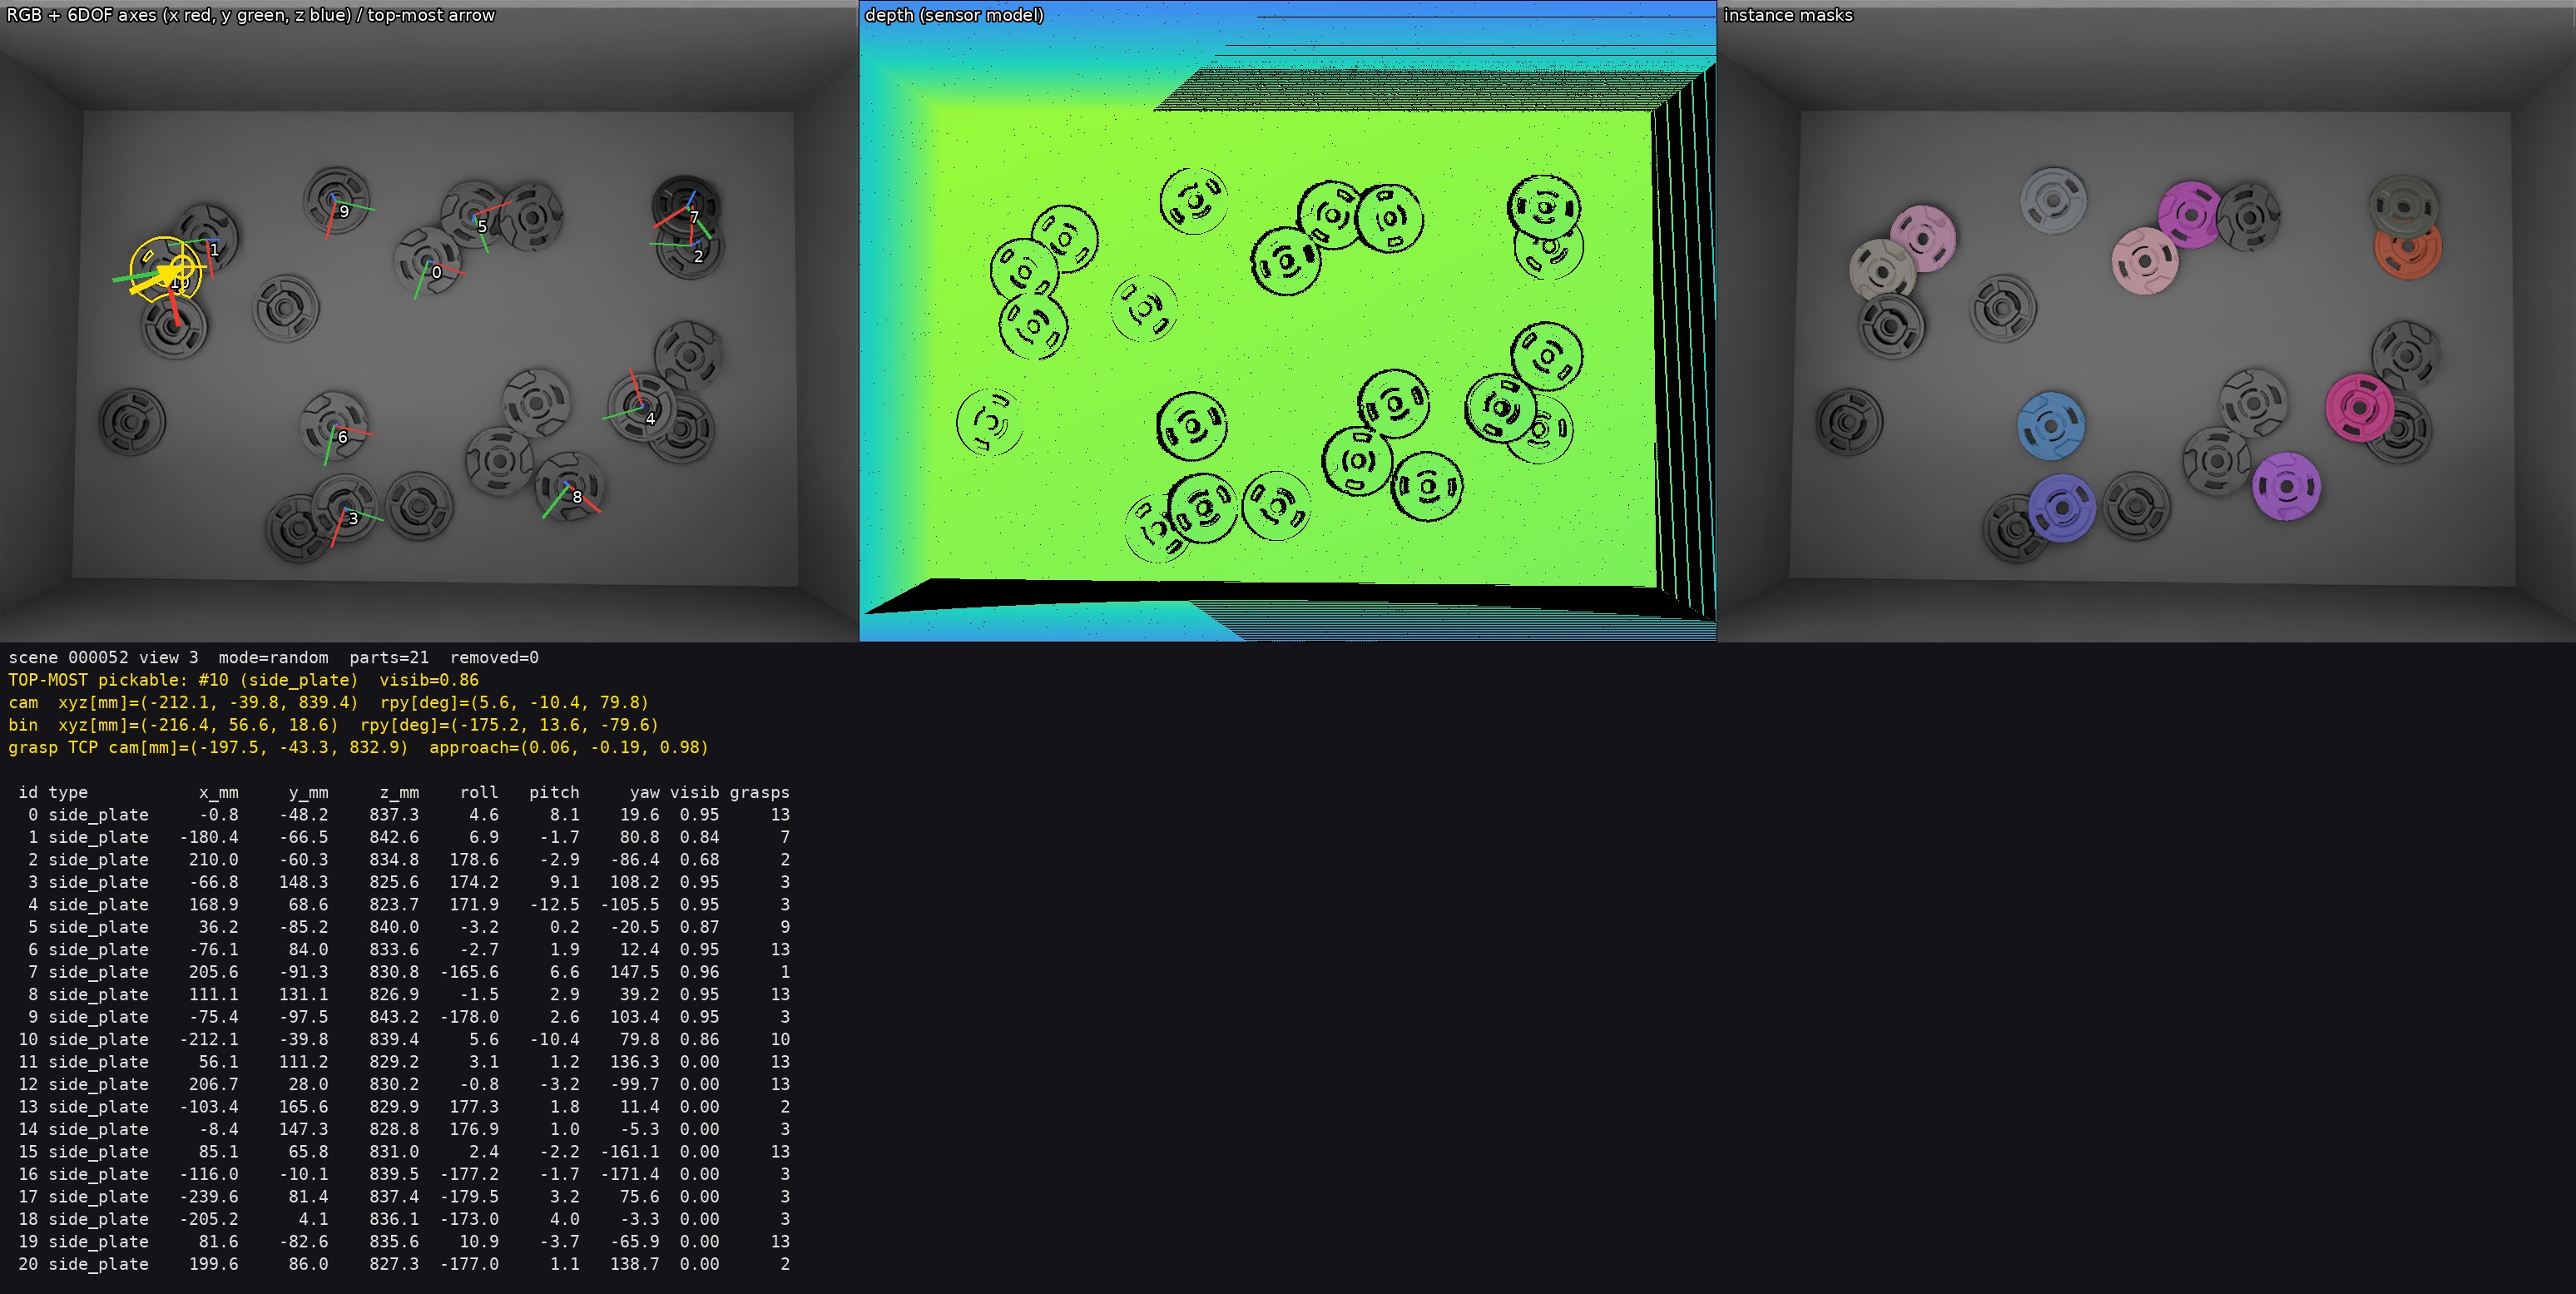 RGB + 6DOF axes (x red, y green, z blue) / top-most arrow
depth (sensor model)
instance masks
9
5
7
1
2
0
10
4
6
8
3
scene 000052 view 3  mode=random  parts=21  removed=0
TOP-MOST pickable: #10 (side_plate)  visib=0.86
cam  xyz[mm]=(-212.1, -39.8, 839.4)  rpy[deg]=(5.6, -10.4, 79.8)
bin  xyz[mm]=(-216.4, 56.6, 18.6)  rpy[deg]=(-175.2, 13.6, -79.6)
grasp TCP cam[mm]=(-197.5, -43.3, 832.9)  approach=(0.06, -0.19, 0.98)
id type x_mm y_mm z_mm roll pitch yaw visib grasps
0 side_plate -0.8 -48.2 837.3 4.6 8.1 19.6 0.95 13
1 side_plate -180.4 -66.5 842.6 6.9 -1.7 80.8 0.84 7
2 side_plate 210.0 -60.3 834.8 178.6 -2.9 -86.4 0.68 2
3 side_plate -66.8 148.3 825.6 174.2 9.1 108.2 0.95 3
4 side_plate 168.9 68.6 823.7 171.9 -12.5 -105.5 0.95 3
5 side_plate 36.2 -85.2 840.0 -3.2 0.2 -20.5 0.87 9
6 side_plate -76.1 84.0 833.6 -2.7 1.9 12.4 0.95 13
7 side_plate 205.6 -91.3 830.8 -165.6 6.6 147.5 0.96 1
8 side_plate 111.1 131.1 826.9 -1.5 2.9 39.2 0.95 13
9 side_plate -75.4 -97.5 843.2 -178.0 2.6 103.4 0.95 3
10 side_plate -212.1 -39.8 839.4 5.6 -10.4 79.8 0.86 10
11 side_plate 56.1 111.2 829.2 3.1 1.2 136.3 0.00 13
12 side_plate 206.7 28.0 830.2 -0.8 -3.2 -99.7 0.00 13
13 side_plate -103.4 165.6 829.9 177.3 1.8 11.4 0.00 2
14 side_plate -8.4 147.3 828.8 176.9 1.0 -5.3 0.00 3
15 side_plate 85.1 65.8 831.0 2.4 -2.2 -161.1 0.00 13
16 side_plate -116.0 -10.1 839.5 -177.2 -1.7 -171.4 0.00 3
17 side_plate -239.6 81.4 837.4 -179.5 3.2 75.6 0.00 3
18 side_plate -205.2 4.1 836.1 -173.0 4.0 -3.3 0.00 3
19 side_plate 81.6 -82.6 835.6 10.9 -3.7 -65.9 0.00 13
20 side_plate 199.6 86.0 827.3 -177.0 1.1 138.7 0.00 2